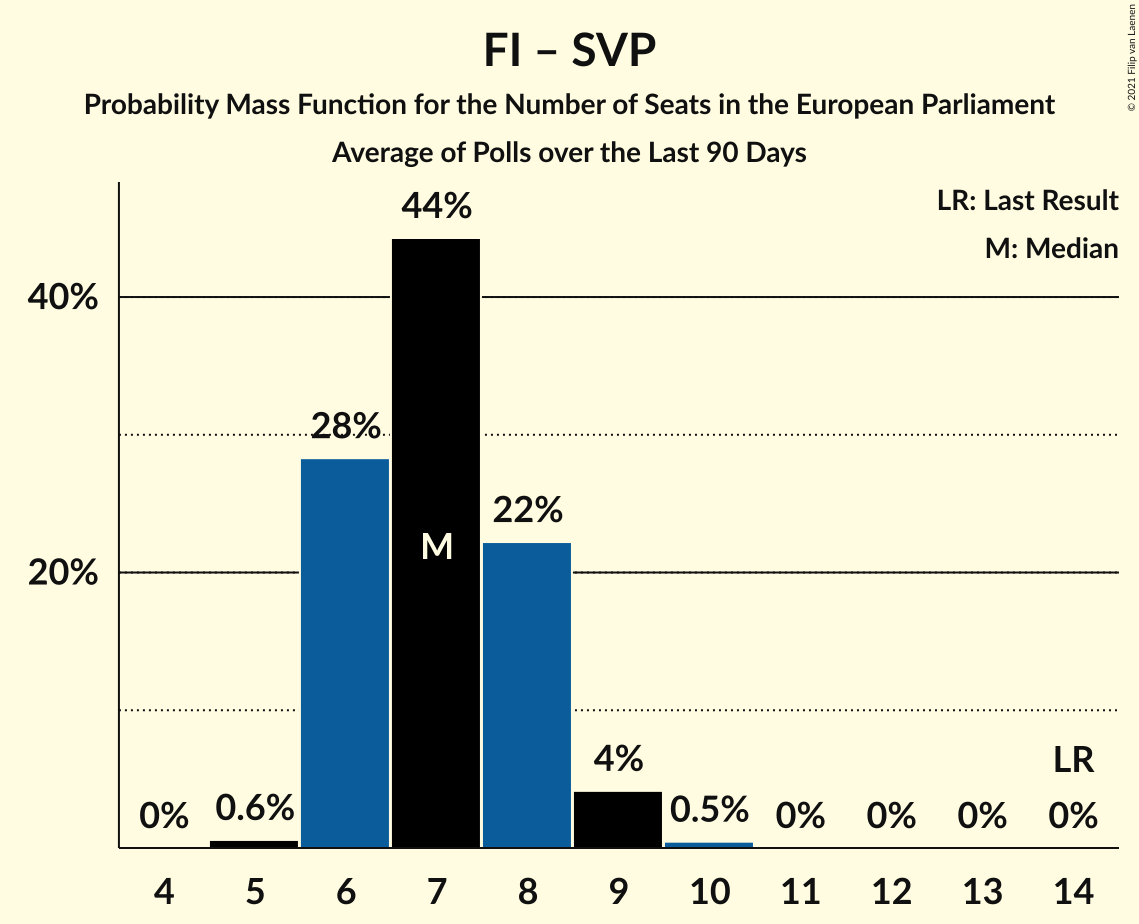 FI – SVP
Probability Mass Function for the Number of Seats in the European Parliament
Average of Polls over the Last 90 Days
© 2021 Filip van Laenen
LR: Last Result
M: Median
44%
40%
28%
22%
M
20%
4%
LR
0%
0.6%
0.5%
0%
0%
0%
0%
4 5 6 7 8 9 10 11 12 13 14